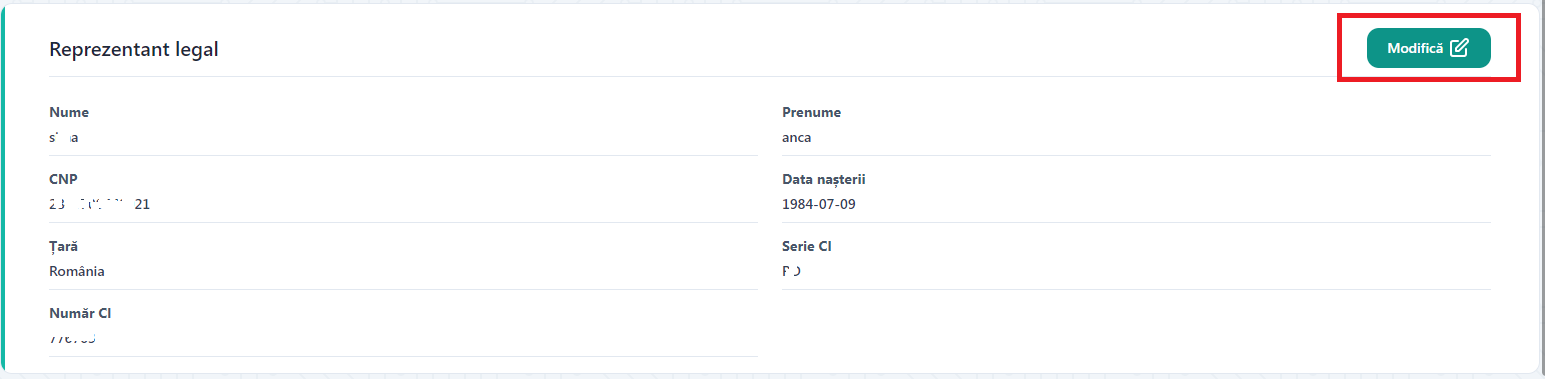 Reprezentant legal
Modifică
Nume
Prenume
anca
CNP
Data nașterii
1984-07-09
Țară
Serie CI
România
Număr CI